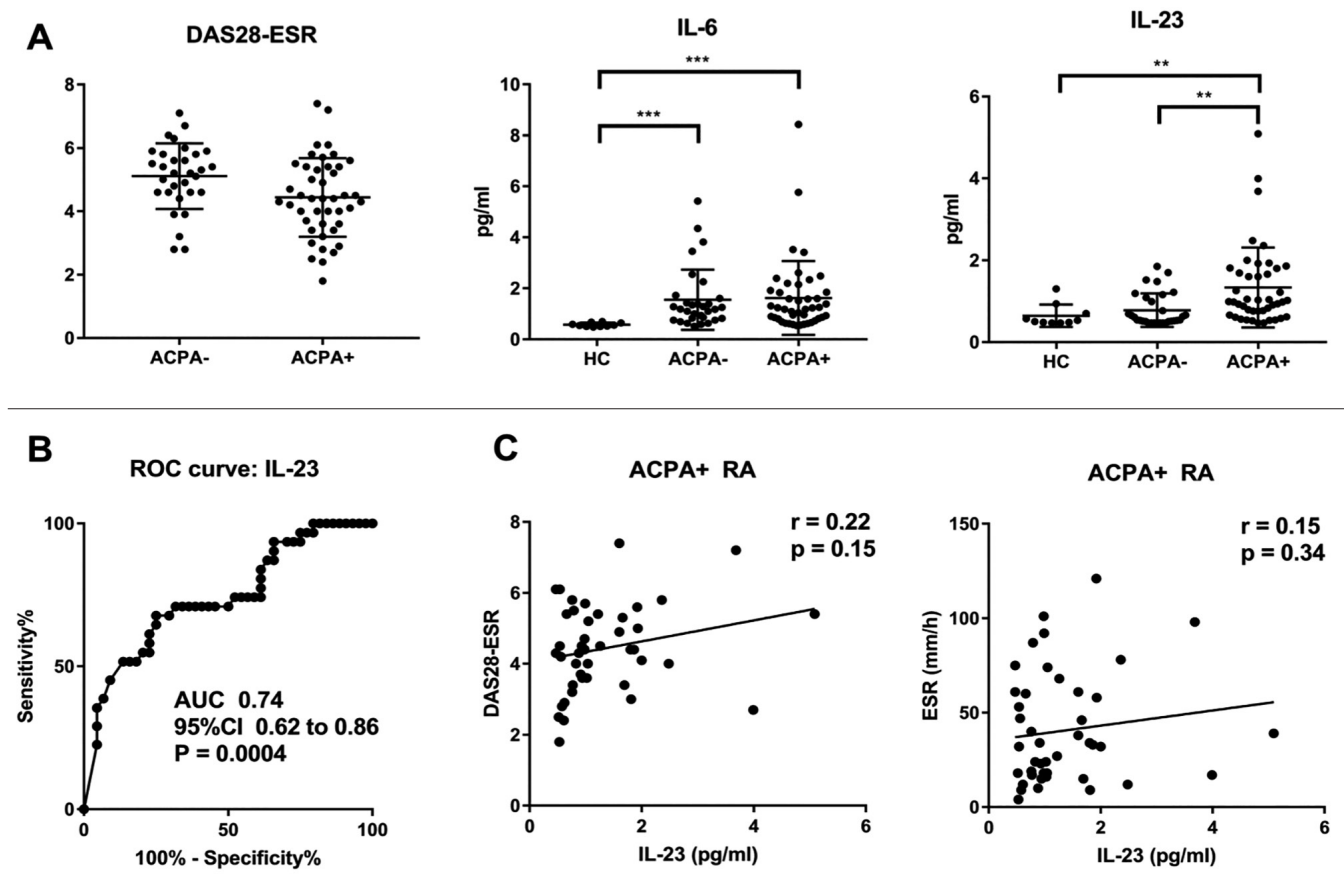 A
DAS28-ESR
8
6
4
2
0
ACPA-
ACPA+
IL-6
pg/ml
10
8
6
4
2
0
***
***
HC
ACPA-
ACPA+
IL-23
pg/ml
6
4
2
0
**
**
HC
ACPA-
ACPA+
B
ROC curve: IL-23
Sensitivity%
100
50
0
AUC 0.74
95%CI 0.62 to 0.86
P = 0.0004
0 50 100
100% - Specificity%
C
ACPA+ RA
r = 0.22
p = 0.15
DAS28-ESR
8
6
4
2
0
0 2 4 6
IL-23 (pg/ml)
ACPA+ RA
r = 0.15
p = 0.34
ESR (mm/h)
150
100
50
0
0 2 4 6
IL-23 (pg/ml)